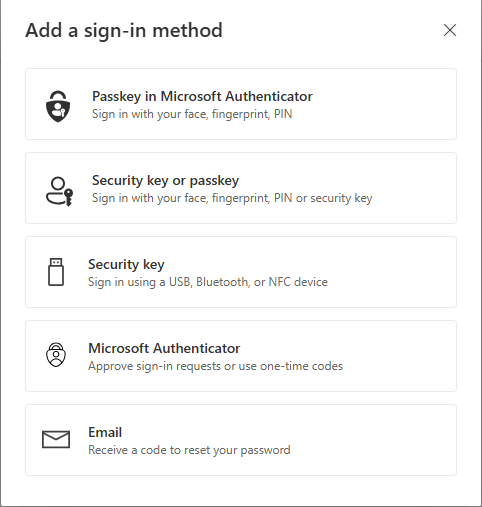 Add a sign-in method
Passkey in Microsoft Authenticator
Sign in with your face, fingerprint, PIN
Security key or passkey
Sign in with your face, fingerprint, PIN or security key
Security key
Sign in using a USB, Bluetooth, or NFC device
Microsoft Authenticator
Approve sign-in requests or use one-time codes
Email
Receive a code to reset your password